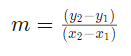 m = (y₂-y₁)/(x₂-x₁)